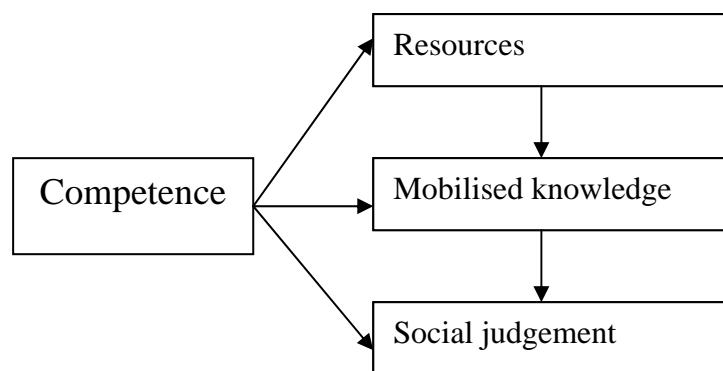 Resources
Competence
Mobilised knowledge
Social judgement